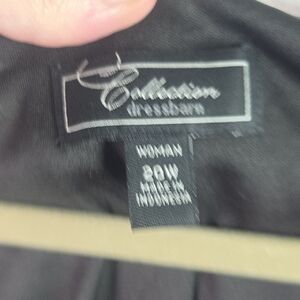 Collection
dressbarn
WOMAN
20W
MADE IN
INDONESIA